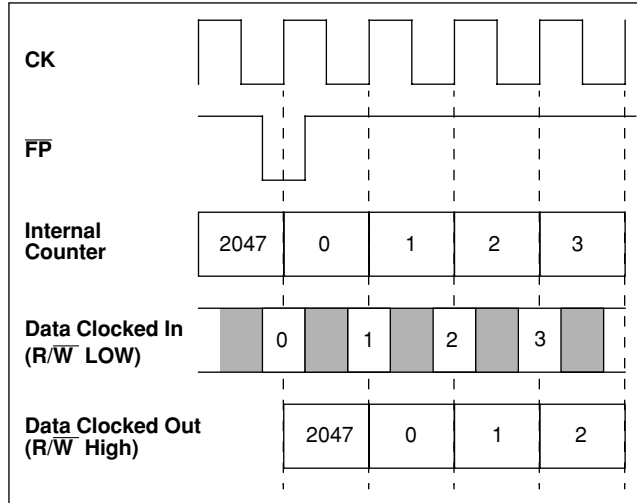 CK
F̅P̅
Internal
Counter
2047 0 1 2 3
Data Clocked In
(R/W̅ LOW)
0 1 2 3
Data Clocked Out
(R/W̅ High)
2047 0 1 2